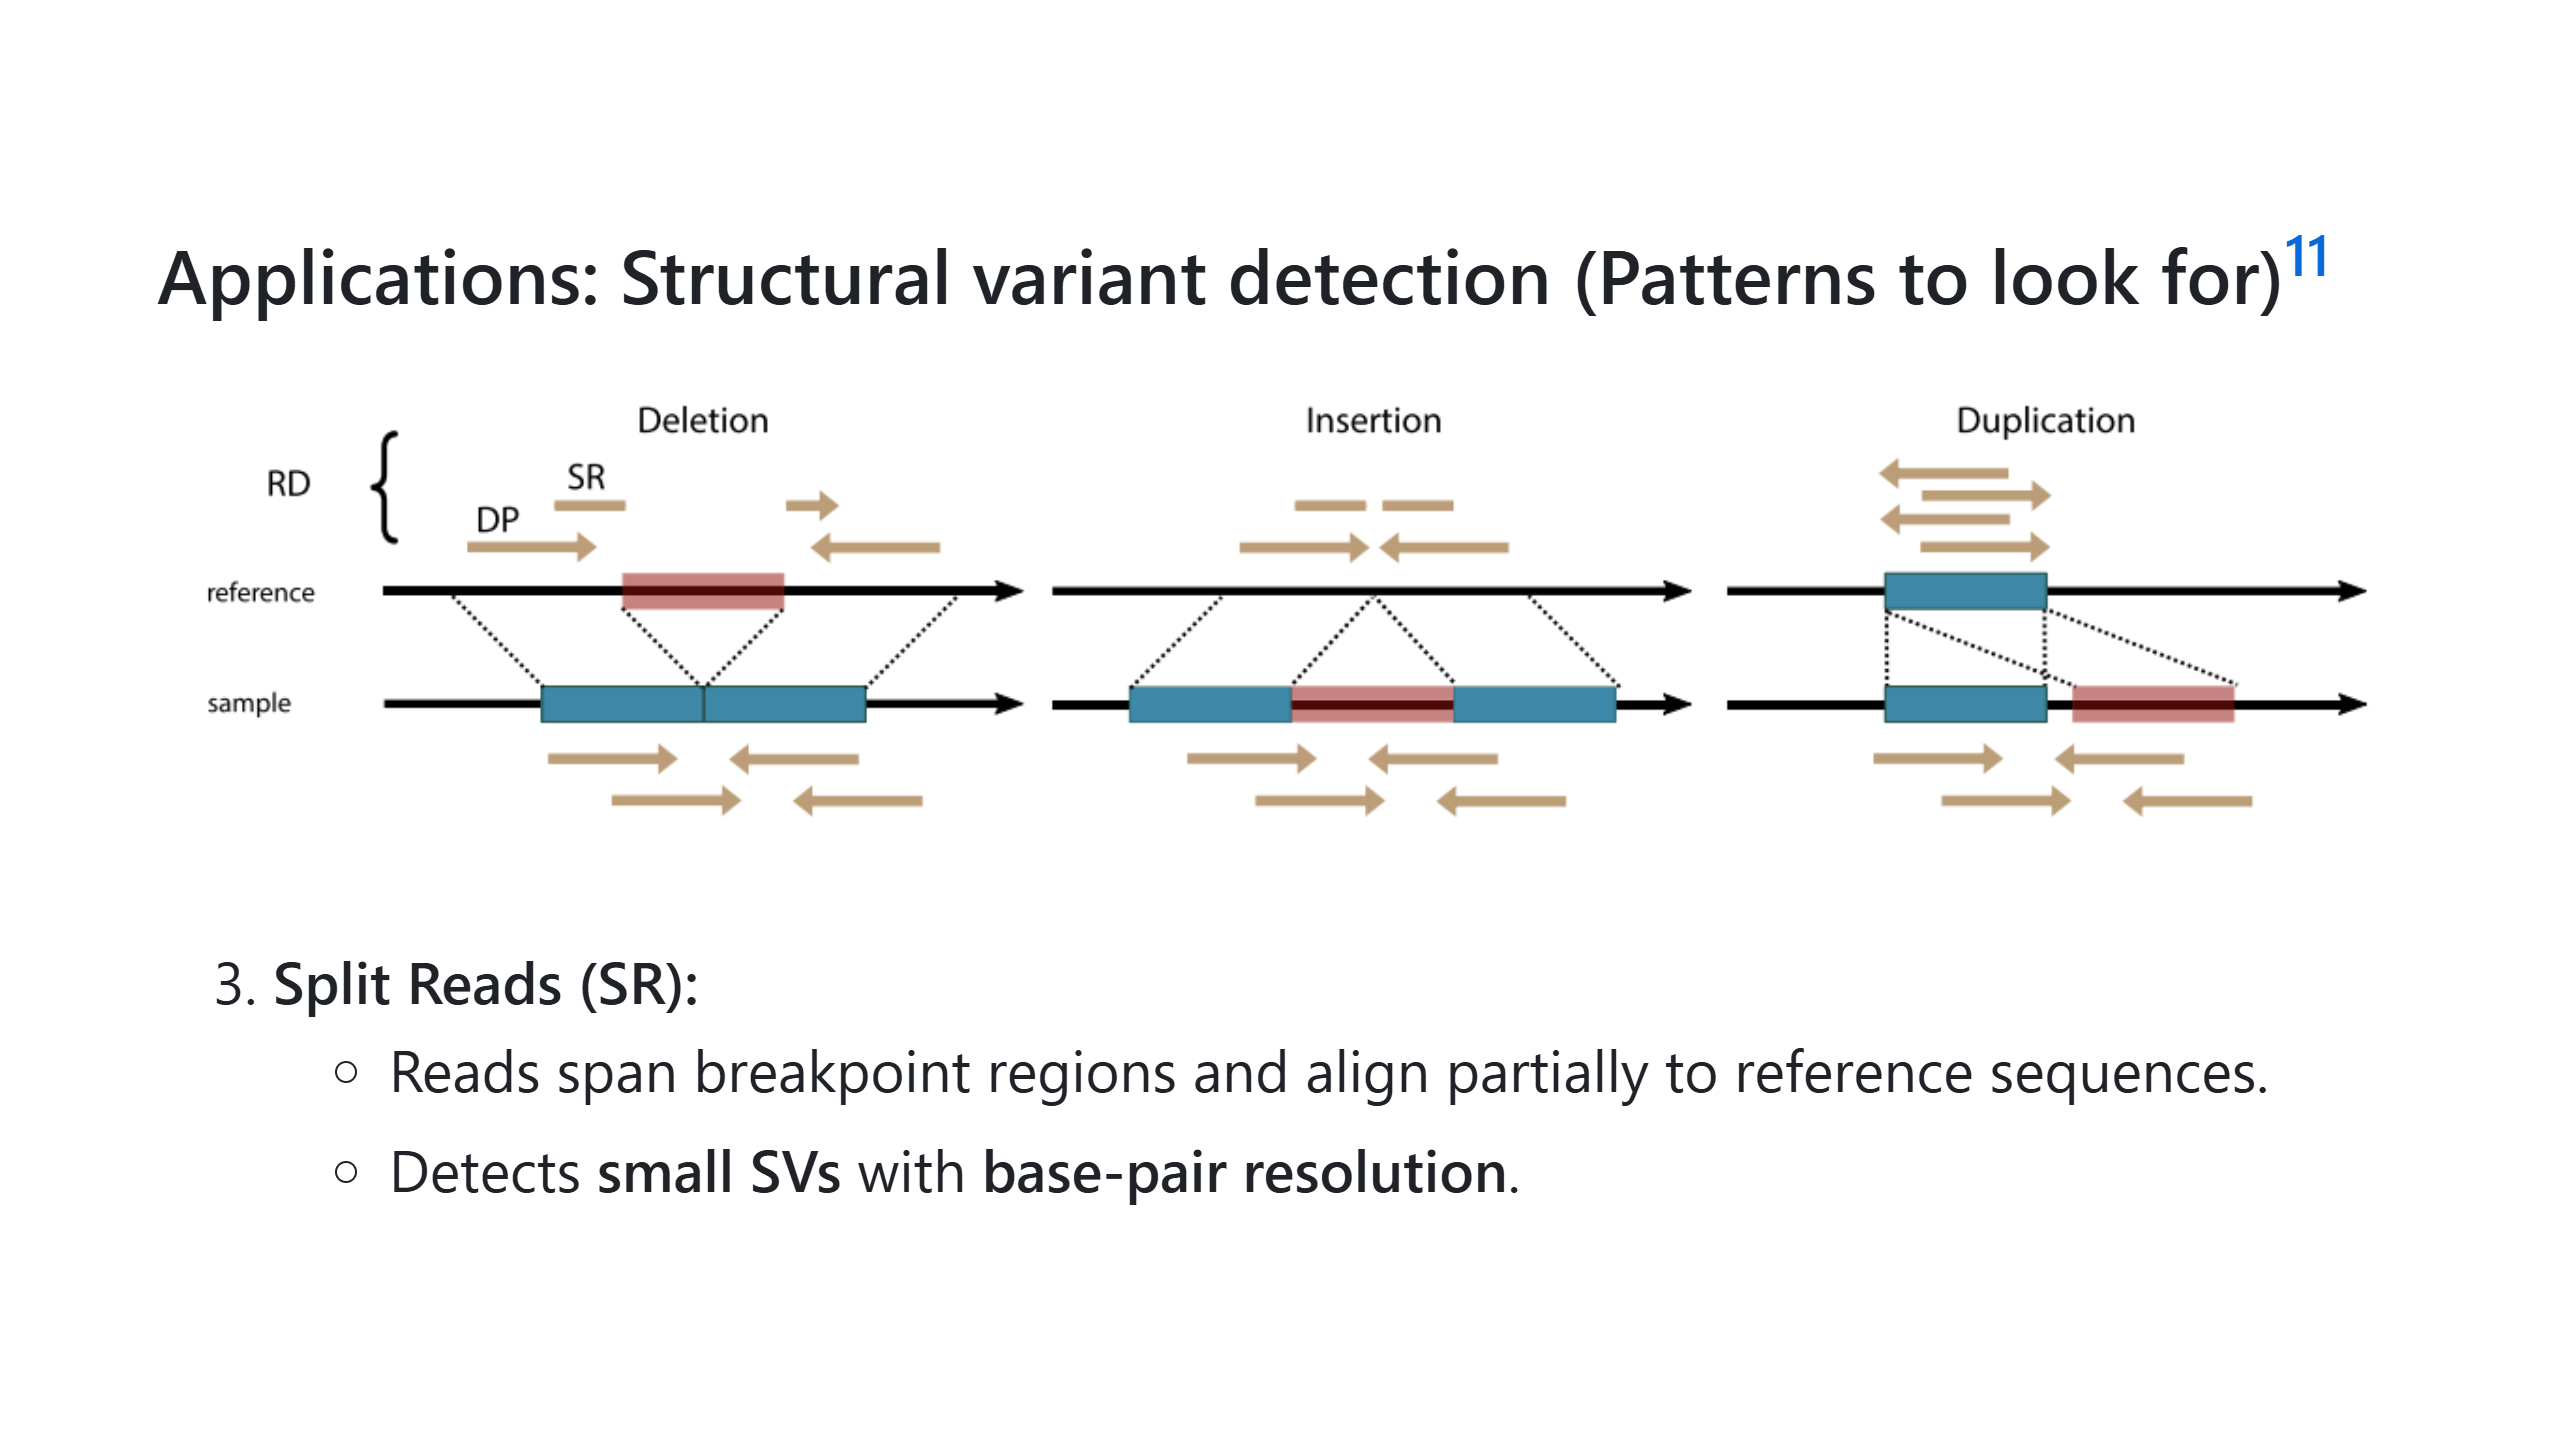 Applications: Structural variant detection (Patterns to look for)11
Deletion
Insertion
Duplication
RD
SR
DP
reference
sample
3. Split Reads (SR):
Reads span breakpoint regions and align partially to reference sequences.
Detects small SVs with base-pair resolution.